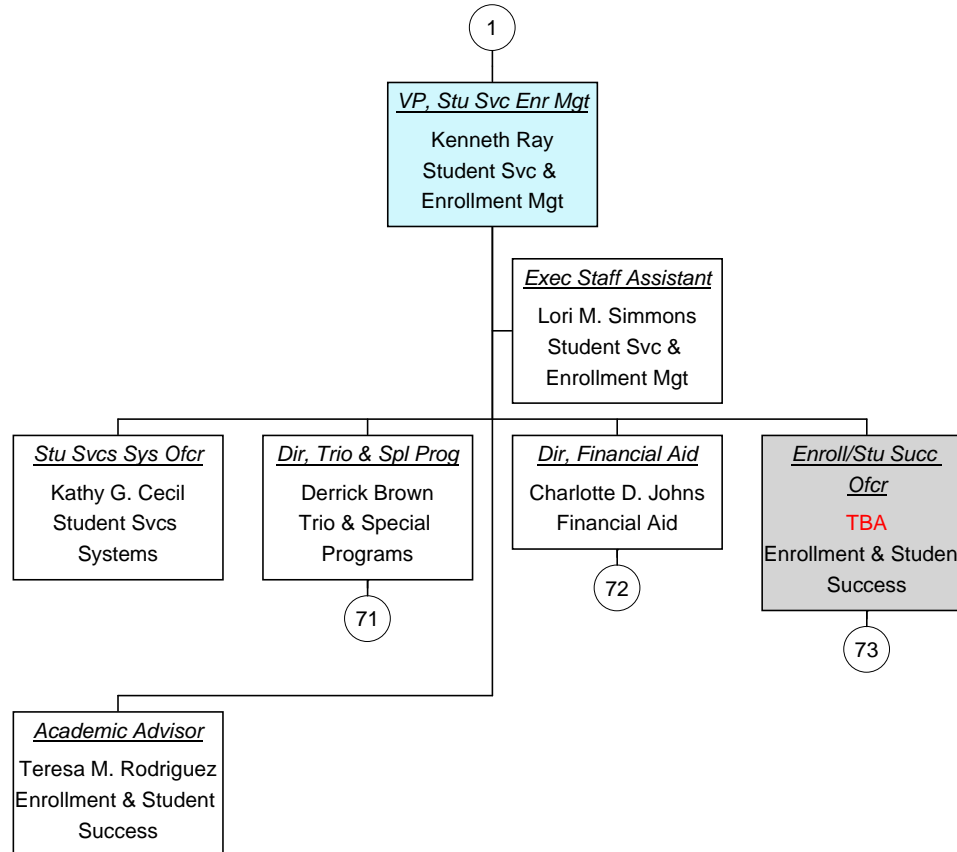 1
VP, Stu Svc Enr Mgt
Kenneth Ray
Student Svc &
Enrollment Mgt
Exec Staff Assistant
Lori M. Simmons
Student Svc &
Enrollment Mgt
Stu Svcs Sys Ofcr
Kathy G. Cecil
Student Svcs
Systems
Dir, Trio & Spl Prog
Derrick Brown
Trio & Special
Programs
71
Dir, Financial Aid
Charlotte D. Johns
Financial Aid
72
Enroll/Stu Succ
Ofcr
TBA
Enrollment & Studen
Success
73
Academic Advisor
Teresa M. Rodriguez
Enrollment & Student
Success